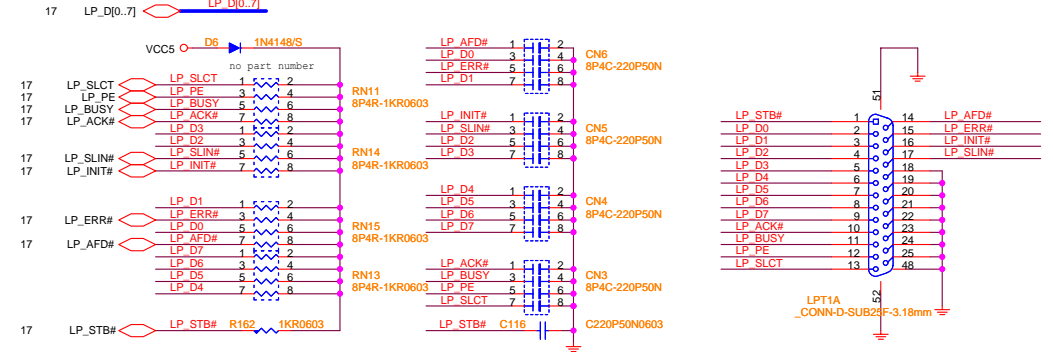 17 LP_D[0..7] LP_D[0..7]
VCC5 D6 1N4148/S
no part number
17 LP_SLCT LP_SLCT 1 2
17 LP_PE LP_PE 3 4
17 LP_BUSY LP_BUSY 5 6
17 LP_ACK# LP_ACK# 7 8
RN11
8P4R-1KR0603
LP_D3 1 2
LP_D2 3 4
17 LP_SLIN# LP_SLIN# 5 6
17 LP_INIT# LP_INIT# 7 8
RN14
8P4R-1KR0603
LP_D1 1 2
17 LP_ERR# LP_ERR# 3 4
LP_D0 5 6
17 LP_AFD# LP_AFD# 7 8
RN15
8P4R-1KR0603
LP_D7 1 2
LP_D6 3 4
LP_D5 5 6
LP_D4 7 8
RN13
8P4R-1KR0603
17 LP_STB# LP_STB# R162 1KR0603
LP_AFD# 1 2
LP_D0 3 4
LP_ERR# 5 6
LP_D1 7 8
CN6
8P4C-220P50N
LP_INIT# 1 2
LP_SLIN# 3 4
LP_D2 5 6
LP_D3 7 8
CN5
8P4C-220P50N
LP_D4 1 2
LP_D5 3 4
LP_D6 5 6
LP_D7 7 8
CN4
8P4C-220P50N
LP_ACK# 1 2
LP_BUSY 3 4
LP_PE 5 6
LP_SLCT 7 8
CN3
8P4C-220P50N
LP_STB# C116 C220P50N0603
51
LP_STB# 1 14 LP_AFD#
LP_D0 2 15 LP_ERR#
LP_D1 3 16 LP_INIT#
LP_D2 4 17 LP_SLIN#
LP_D3 5 18
LP_D4 6 19
LP_D5 7 20
LP_D6 8 21
LP_D7 9 22
LP_ACK# 10 23
LP_BUSY 11 24
LP_PE 12 25
LP_SLCT 13 48
52
LPT1A
_CONN-D-SUB25F-3.18mm